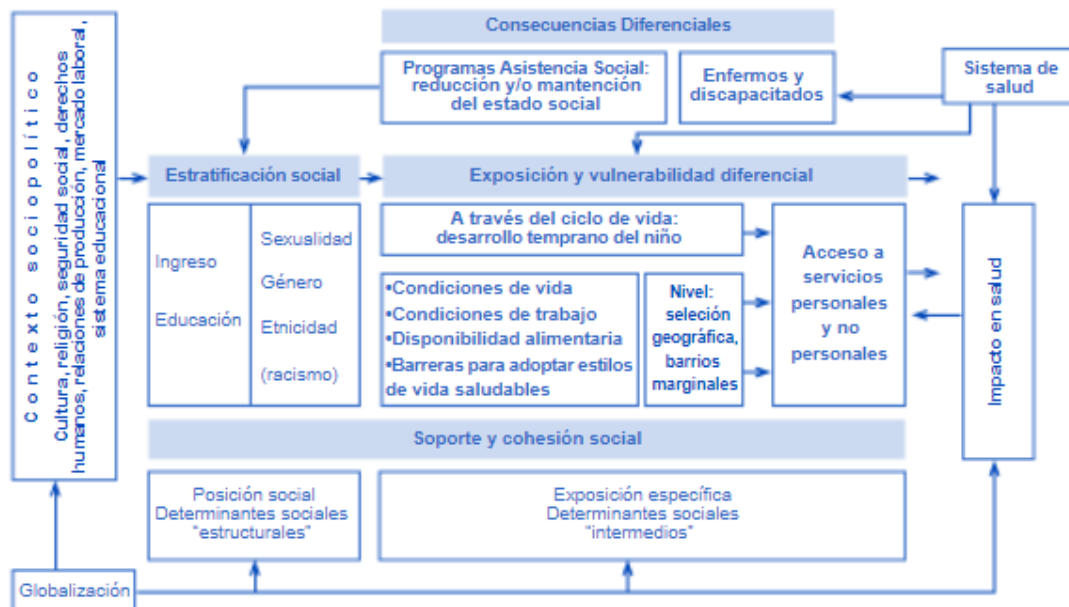 Contexto sociopolítico
Cultura, religión, seguridad social, derechos
humanos, relaciones de producción, mercado laboral,
sistema educacional
Consecuencias Diferenciales
Programas Asistencia Social:
reducción y/o mantención
del estado social
Enfermos y
discapacitados
Sistema de
salud
Estratificación social
Exposición y vulnerabilidad diferencial
Ingreso
Educación
Sexualidad
Género
Etnicidad
(racismo)
A través del ciclo de vida:
desarrollo temprano del niño
•Condiciones de vida
•Condiciones de trabajo
•Disponibilidad alimentaria
•Barreras para adoptar estilos
de vida saludables
Nivel:
seleción
geográfica,
barrios
marginales
Acceso a
servicios
personales
y no
personales
Impacto en salud
Soporte y cohesión social
Posición social
Determinantes sociales
"estructurales"
Exposición específica
Determinantes sociales
"intermedios"
Globalización